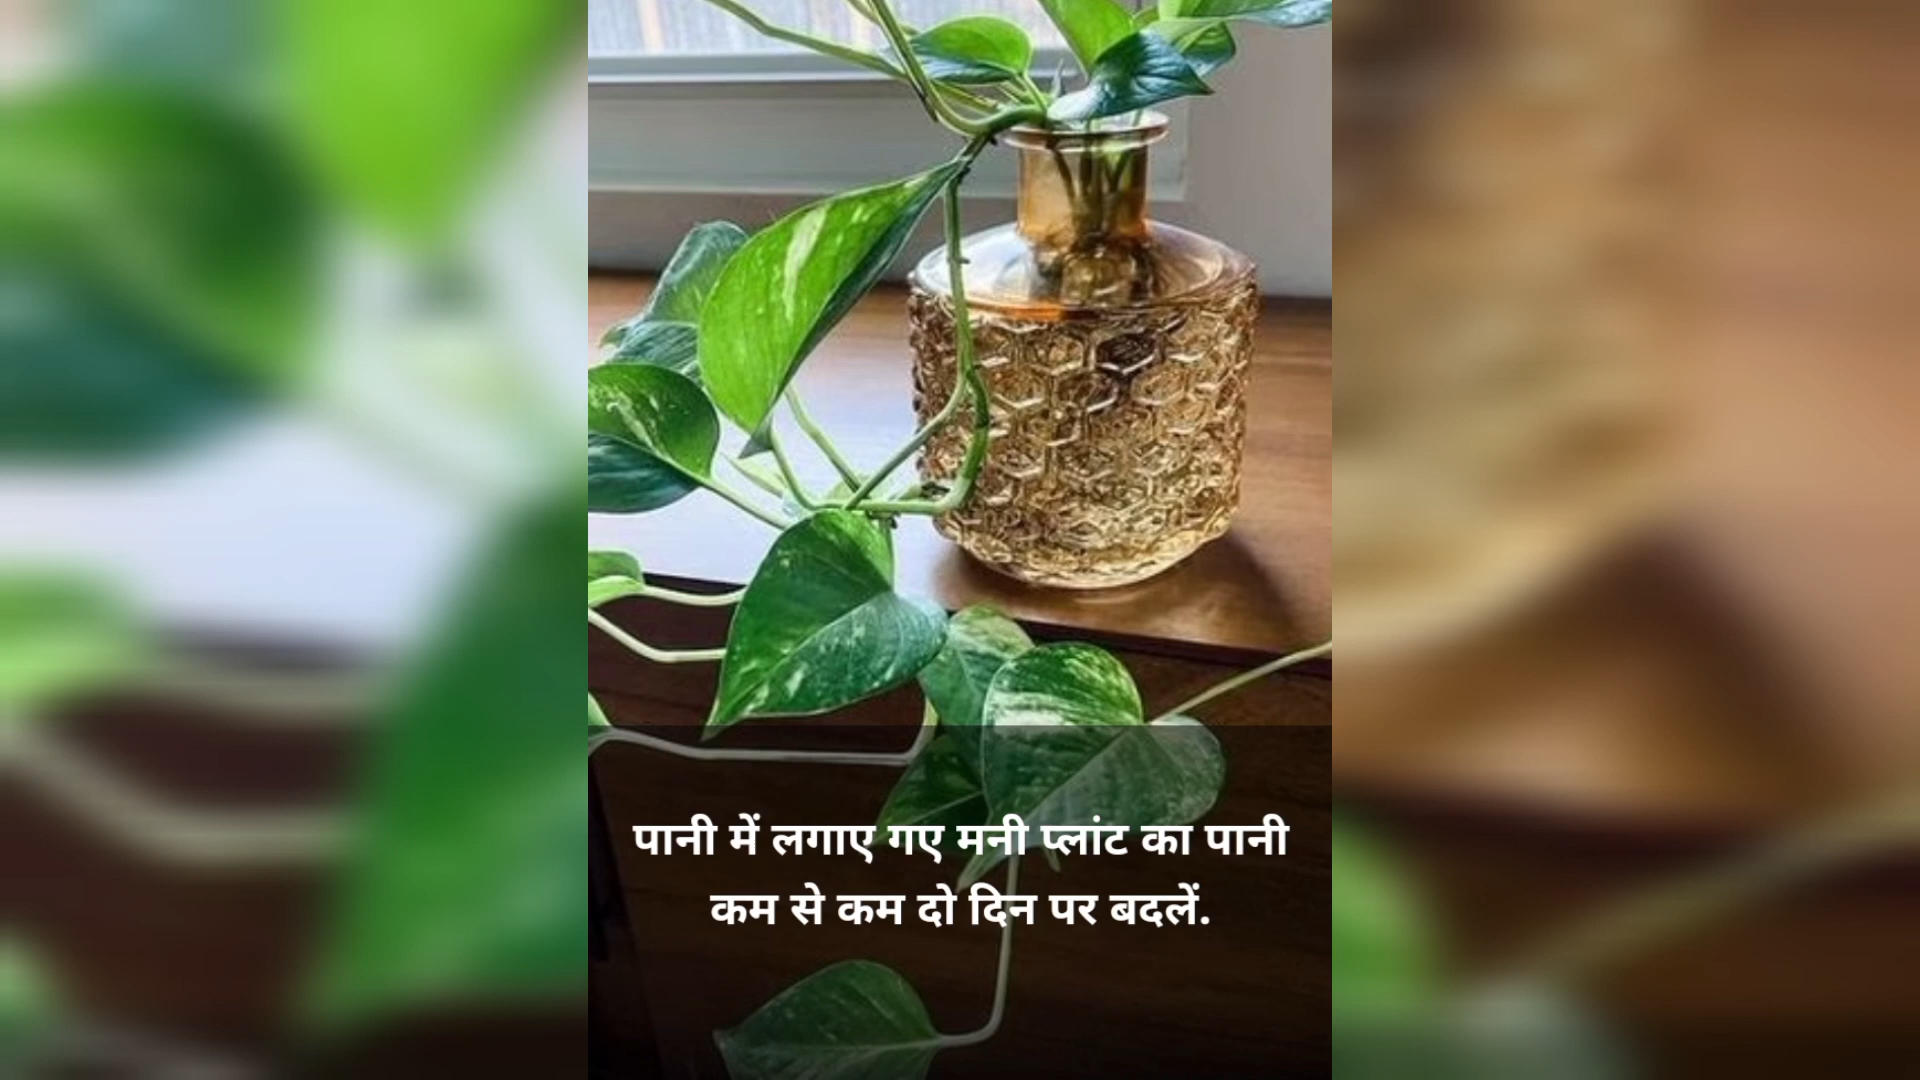 पानी में लगाए गए मनी प्लांट का पानी
कम से कम दो दिन पर बदलें.